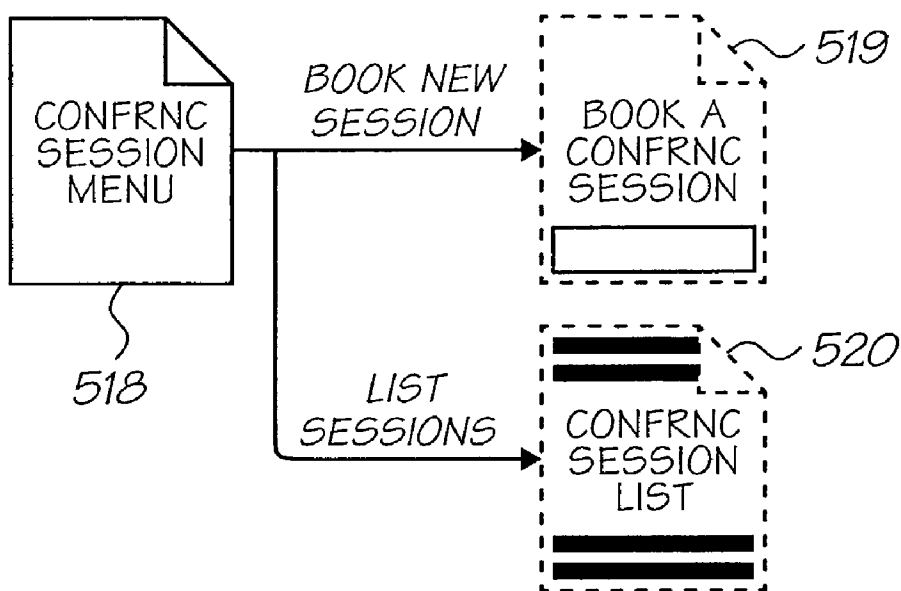 CONFRNC
SESSION
MENU
518
BOOK NEW
SESSION
BOOK A
CONFRNC
SESSION
519
LIST
SESSIONS
CONFRNC
SESSION
LIST
520